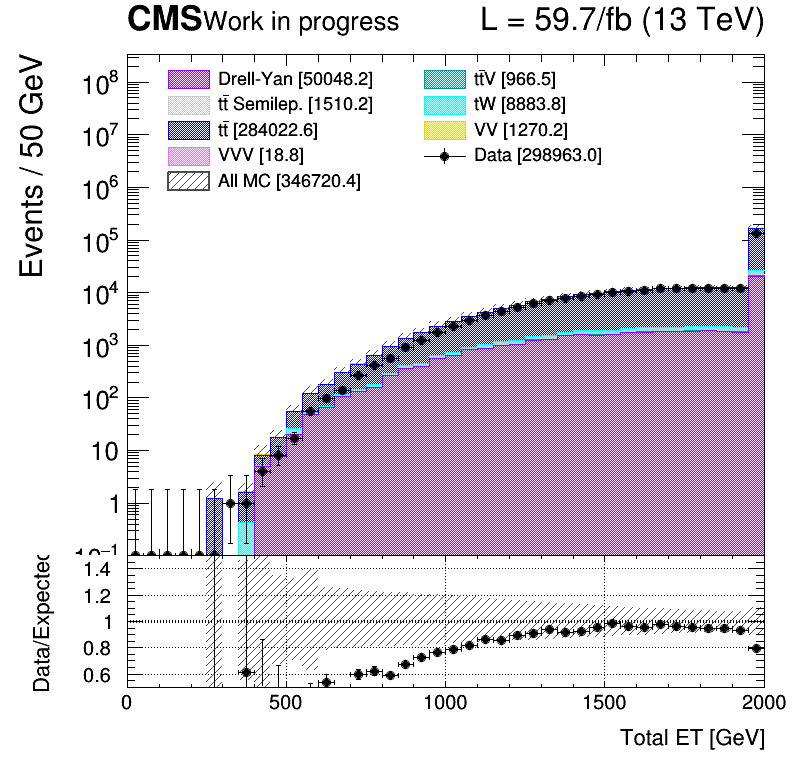 CMS Work in progress L = 59.7/fb (13 TeV)
Events / 50 GeV
Drell-Yan [50048.2]
tt̄ Semilep. [1510.2]
tt̄ [284022.6]
VVV [18.8]
All MC [346720.4]
tt̄V [966.5]
tW [8883.8]
VV [1270.2]
Data [298963.0]
10⁸
10⁷
10⁶
10⁵
10⁴
10³
10²
10
1
10⁻¹
Data/Expected
1.4
1.2
1
0.8
0.6
0 500 1000 1500 2000
Total ET [GeV]